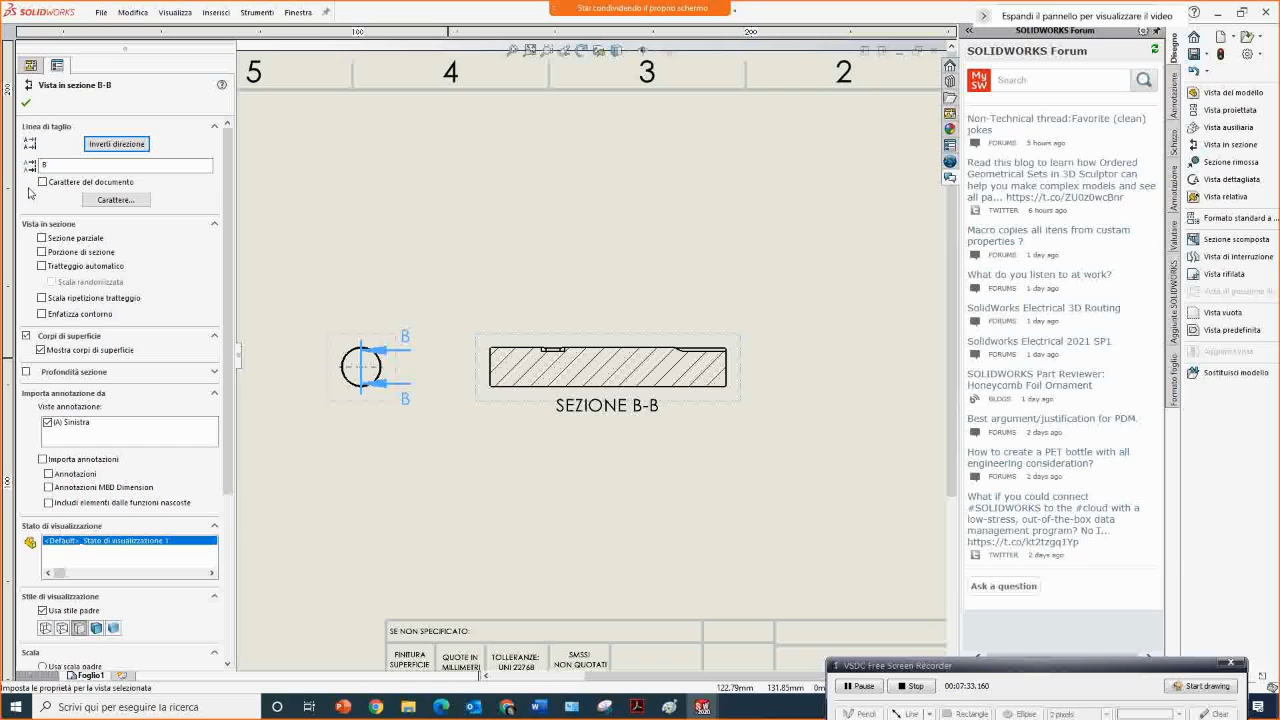 SOLIDWORKS
File
Modifica
Visualizza
Inserisci
Strumenti
Finestra
Stai condividendo il proprio schermo
Espandi il pannello per visualizzare il video
100
200
5
4
3
2
Vista in sezione B-B
Linea di taglio
Inverti direzione
B
Carattere del documento
Carattere...
Vista in sezione
Sezione parziale
Porzione di sezione
Tratteggio automatico
Scala randomizzata
Scala ripetizione tratteggio
Enfatizza contorno
Corpi di superficie
Mostra corpi di superficie
Profondità sezione
Importa annotazione da
Viste annotazione:
(A) Sinistra
Importa annotazioni
Annotazioni
Annotazioni MBD Dimension
Includi elementi dalle funzioni nascoste
Stato di visualizzazione
<Default>_Stato di visualizzazione 1
Stile di visualizzazione
Usa stile padre
Scala
Usa scala padre
Foglio1
Imposta le proprietà per la vista selezionata
B
B
SEZIONE B-B
SE NON SPECIFICATO:
FINITURA SUPERFICIE
QUOTE IN MILLIMETRI
TOLLERANZE: UNI 22768
SMSSI NON QUOTATI
122.79mm
131.85mm
SOLIDWORKS Forum
SOLIDWORKS Forum
My SW
Search
Non-Technical thread:Favorite (clean)
jokes
FORUMS 5 hours ago
Read this blog to learn how Ordered
Geometrical Sets in 3D Sculptor can
help you make complex models and see
all pa... https://t.co/ZU0z0wcBnr
TWITTER 6 hours ago
Macro copies all itens from custam
properties ?
FORUMS 1 day ago
What do you listen to at work?
FORUMS 1 day ago
SolidWorks Electrical 3D Routing
FORUMS 1 day ago
Solidworks Electrical 2021 SP1
FORUMS 1 day ago
SOLIDWORKS Part Reviewer:
Honeycomb Foil Ornament
BLOGS 1 day ago
Best argument/justification for PDM.
FORUMS 2 days ago
How to create a PET bottle with all
engineering consideration?
FORUMS 2 days ago
What if you could connect
#SOLIDWORKS to the #cloud with a
low-stress, out-of-the-box data
management program? No I...
https://t.co/kt2tzgq1Yp
TWITTER 2 days ago
Ask a question
Disegno
Annotazione
Schizzo
Annotazione
Valutare
Aggiunte SOLIDWORKS
Formato foglio
Vista del modello
Vista proiettata
Vista ausiliaria
Vista in sezione
Sezione rimossa
Vista dettagliata
Vista relativa
Formato standard a ...
Sezione scomposta
Vista di interruzione
Vista rifilata
Vista vuota
Vista predefinita
Aggiorna vista
Sostituisci modello
VSDC Free Screen Recorder
Pause
Stop
00:07:33.160
Start drawing
Pencil
Line
Rectangle
Ellipse
2 pixels
Clear
Scrivi qui per eseguire la ricerca